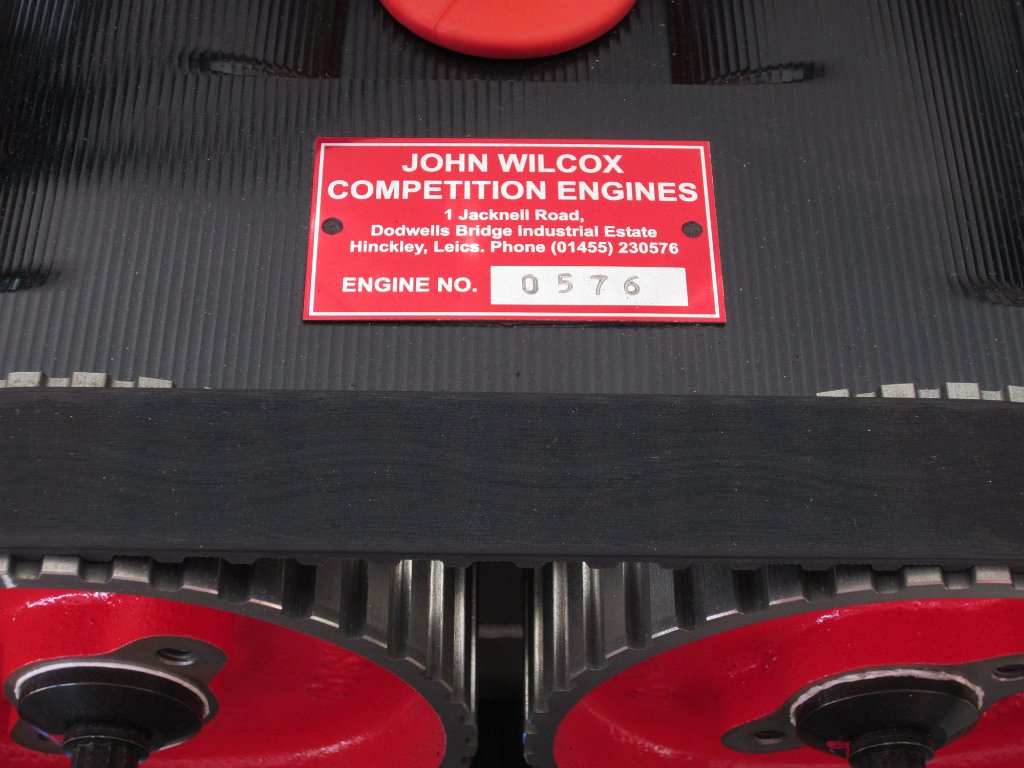 JOHN WILCOX
COMPETITION ENGINES
1 Jacknell Road,
Dodwells Bridge Industrial Estate
Hinckley, Leics. Phone (01455) 230576
ENGINE NO. 0576